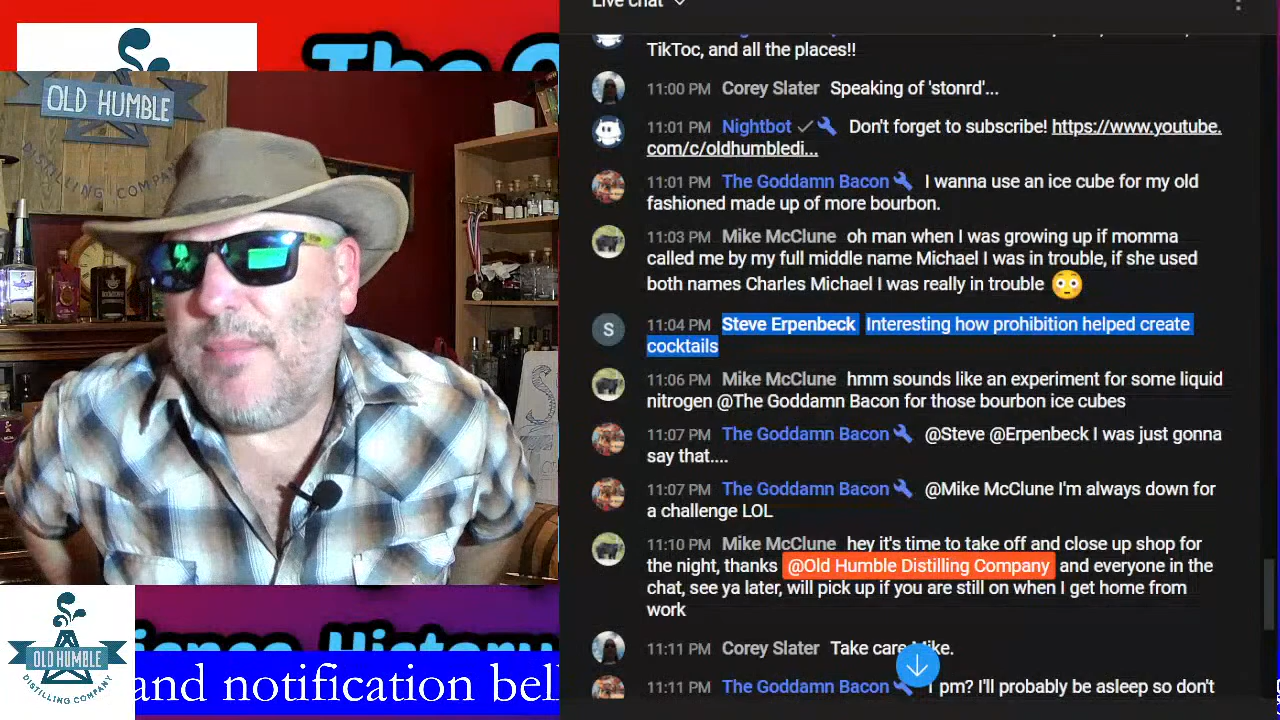 The
OLD HUMBLE
DISTILLING COMPANY
ience History
OLD HUMBLE
DISTILLING COMPANY
and notification bel
Live chat
TikToc, and all the places!!
11:00 PM Corey Slater Speaking of 'stonrd'...
11:01 PM Nightbot Don't forget to subscribe! https://www.youtube.
com/c/oldhumbledi...
11:01 PM The Goddamn Bacon I wanna use an ice cube for my old
fashioned made up of more bourbon.
11:03 PM Mike McClune oh man when I was growing up if momma
called me by my full middle name Michael I was in trouble, if she used
both names Charles Michael I was really in trouble 😳
S
11:04 PM Steve Erpenbeck Interesting how prohibition helped create
cocktails
11:06 PM Mike McClune hmm sounds like an experiment for some liquid
nitrogen @The Goddamn Bacon for those bourbon ice cubes
11:07 PM The Goddamn Bacon @Steve @Erpenbeck I was just gonna
say that....
11:07 PM The Goddamn Bacon @Mike McClune I'm always down for
a challenge LOL
11:10 PM Mike McClune hey it's time to take off and close up shop for
the night, thanks @Old Humble Distilling Company and everyone in the
chat, see ya later, will pick up if you are still on when I get home from
work
11:11 PM Corey Slater Take care Mike.
11:11 PM The Goddamn Bacon 1 pm? I'll probably be asleep so don't